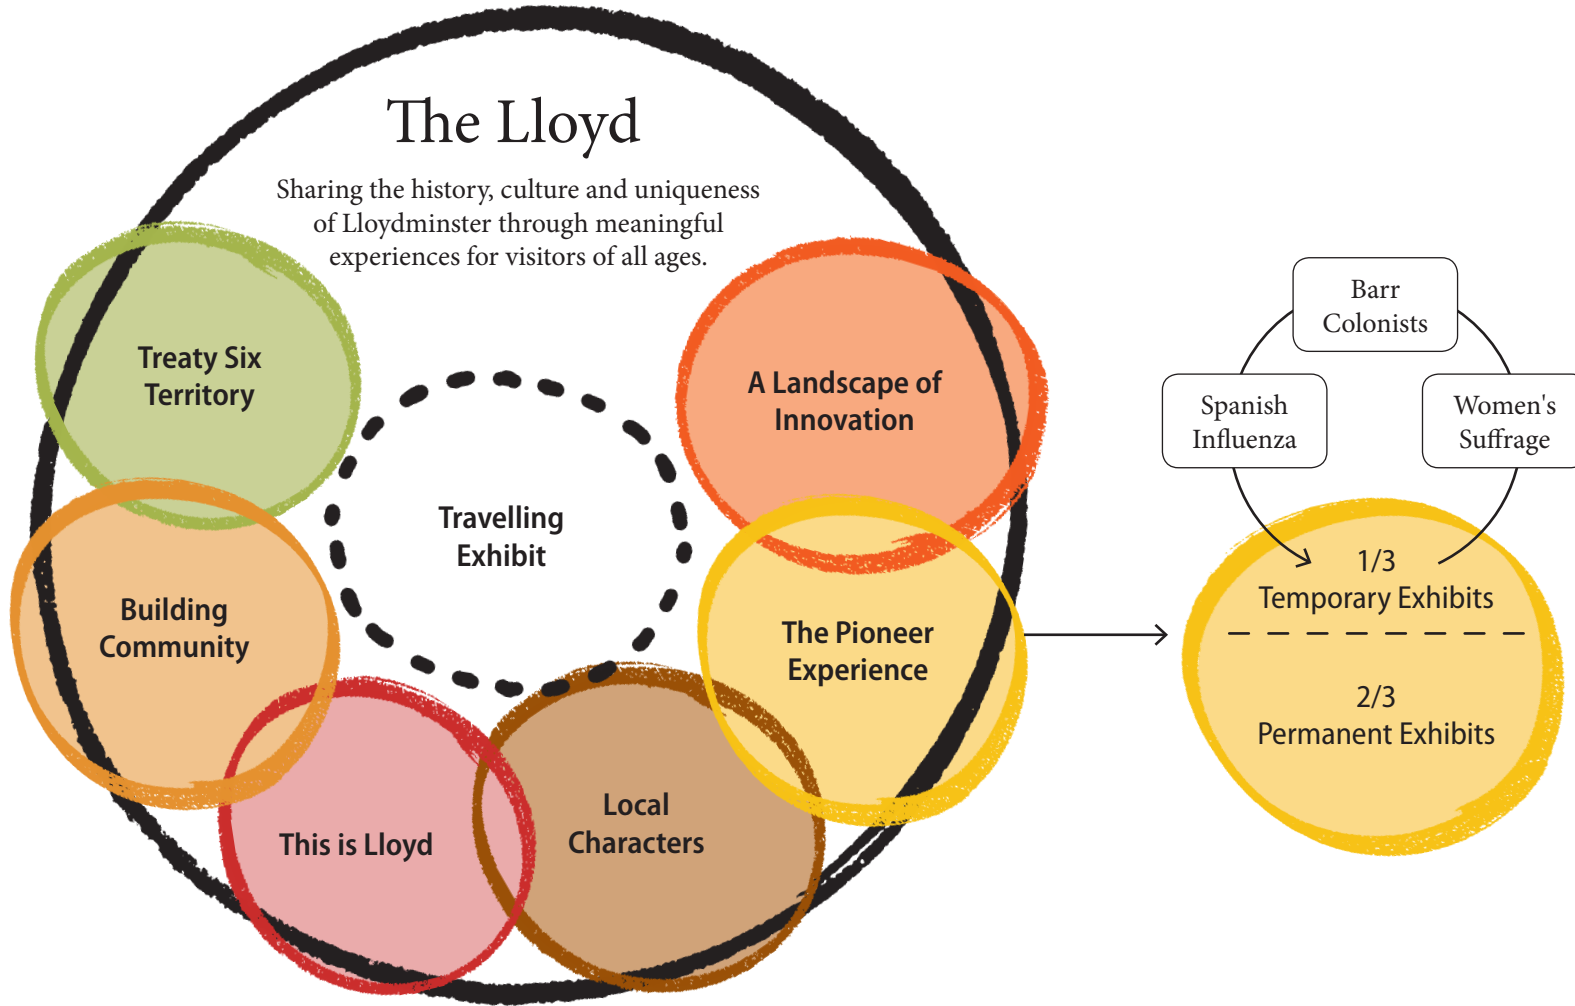 The Lloyd
Sharing the history, culture and uniqueness
of Lloydminster through meaningful
experiences for visitors of all ages.
Treaty Six
Territory
A Landscape of
Innovation
Travelling
Exhibit
Building
Community
The Pioneer
Experience
This is Lloyd
Local
Characters
Barr
Colonists
Spanish
Influenza
Women's
Suffrage
1/3
Temporary Exhibits
2/3
Permanent Exhibits